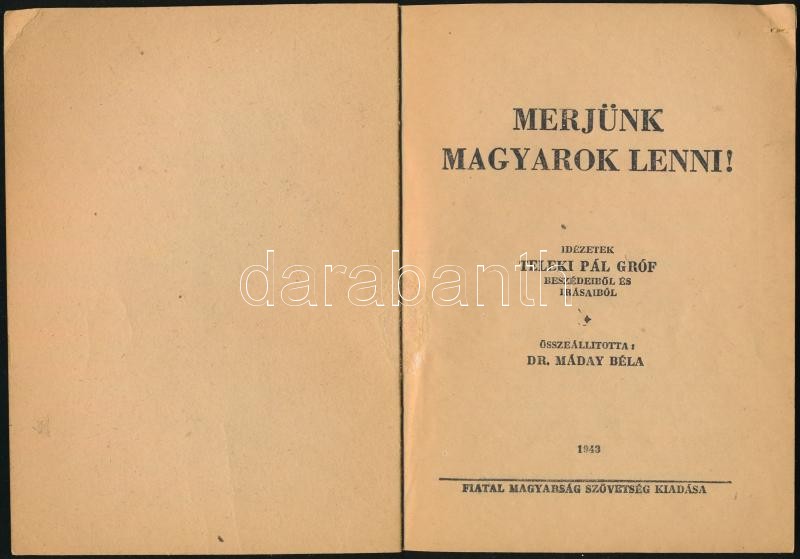 MERJÜNK
MAGYAROK LENNI!
IDÉZETEK
TELEKI PÁL GRÓF
BESZÉDEIBŐL ÉS
IRÁSAIBÓL
ÖSSZEÁLLITOTTA:
DR. MÁDAY BÉLA
1943
FIATAL MAGYARSÁG SZÖVETSÉG KIADÁSA
darabanth